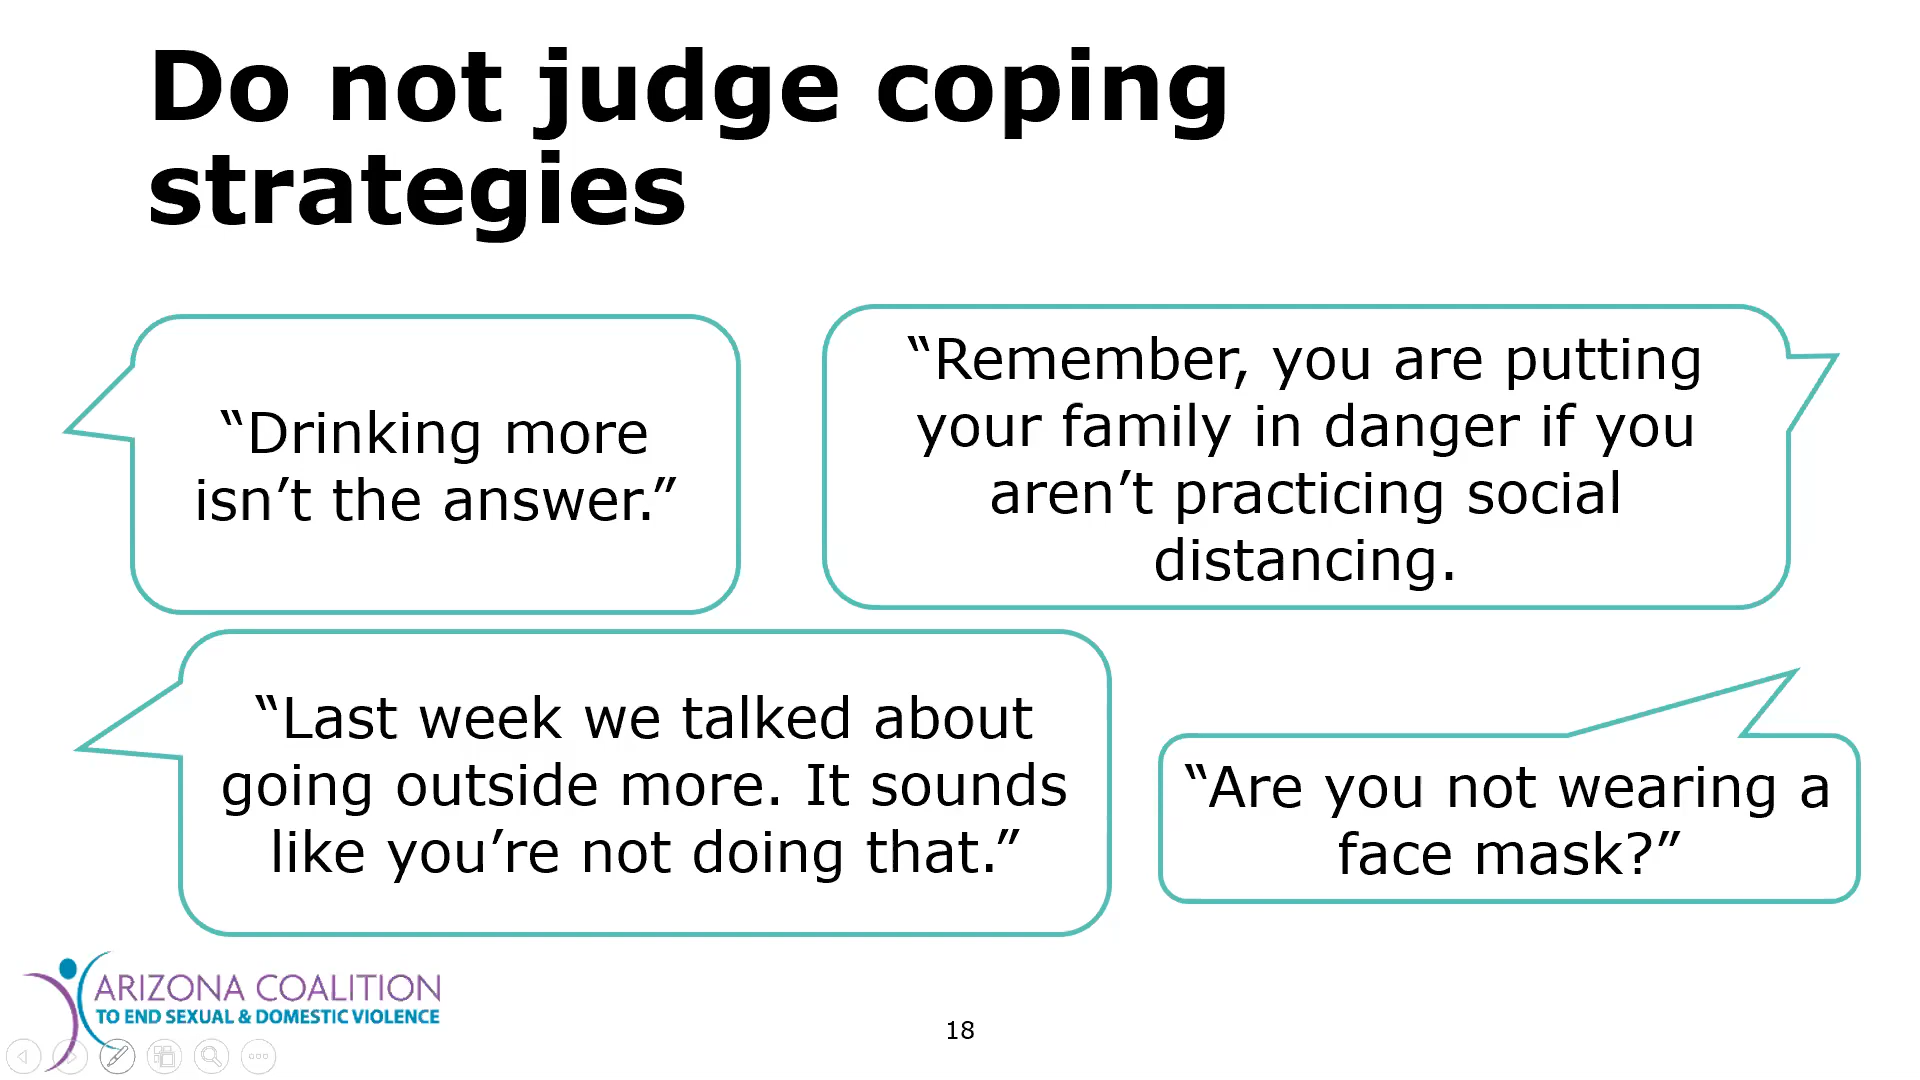 Do not judge coping
strategies
“Drinking more
isn’t the answer.”
“Remember, you are putting
your family in danger if you
aren’t practicing social
distancing.
“Last week we talked about
going outside more. It sounds
like you’re not doing that.”
“Are you not wearing a
face mask?”
ARIZONA COALITION
TO END SEXUAL & DOMESTIC VIOLENCE
18